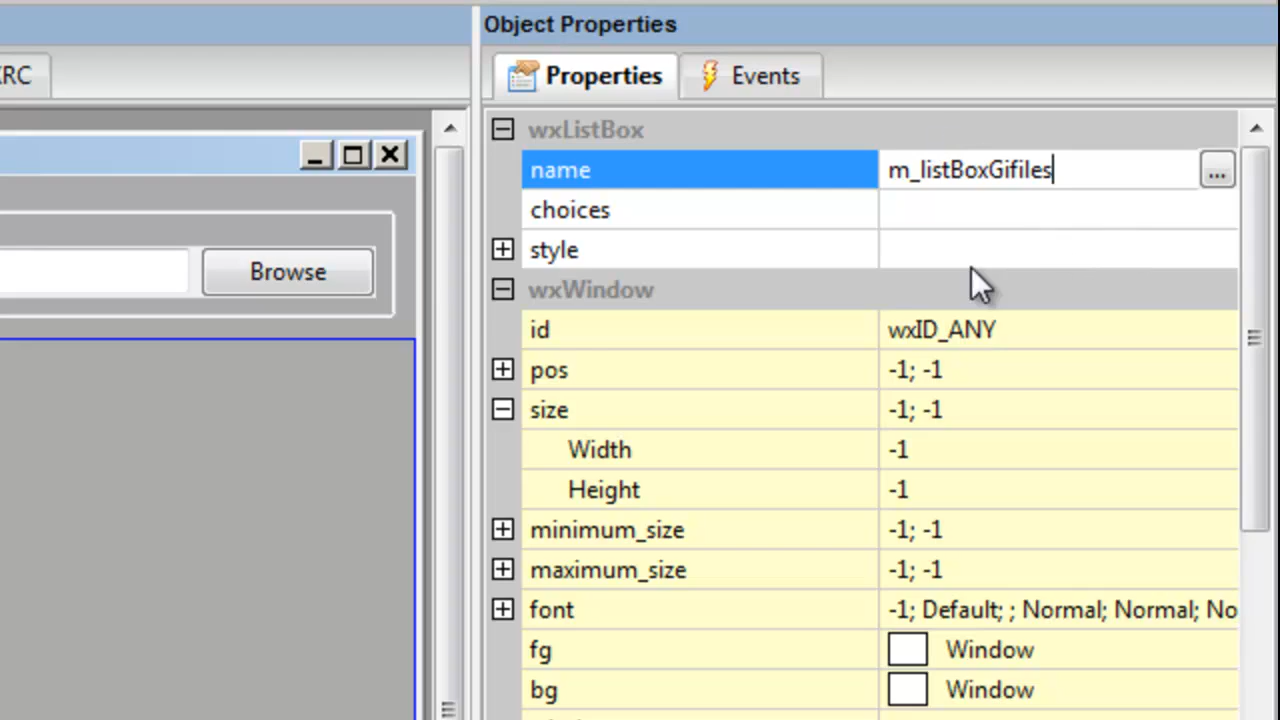 Object Properties
XRC
Properties
Events
wxListBox
name m_listBoxGifiles ...
choices
style
Browse
wxWindow
id wxID_ANY
pos -1; -1
size -1; -1
Width -1
Height -1
minimum_size -1; -1
maximum_size -1; -1
font -1; Default; ; Normal; Normal; No
fg Window
bg Window